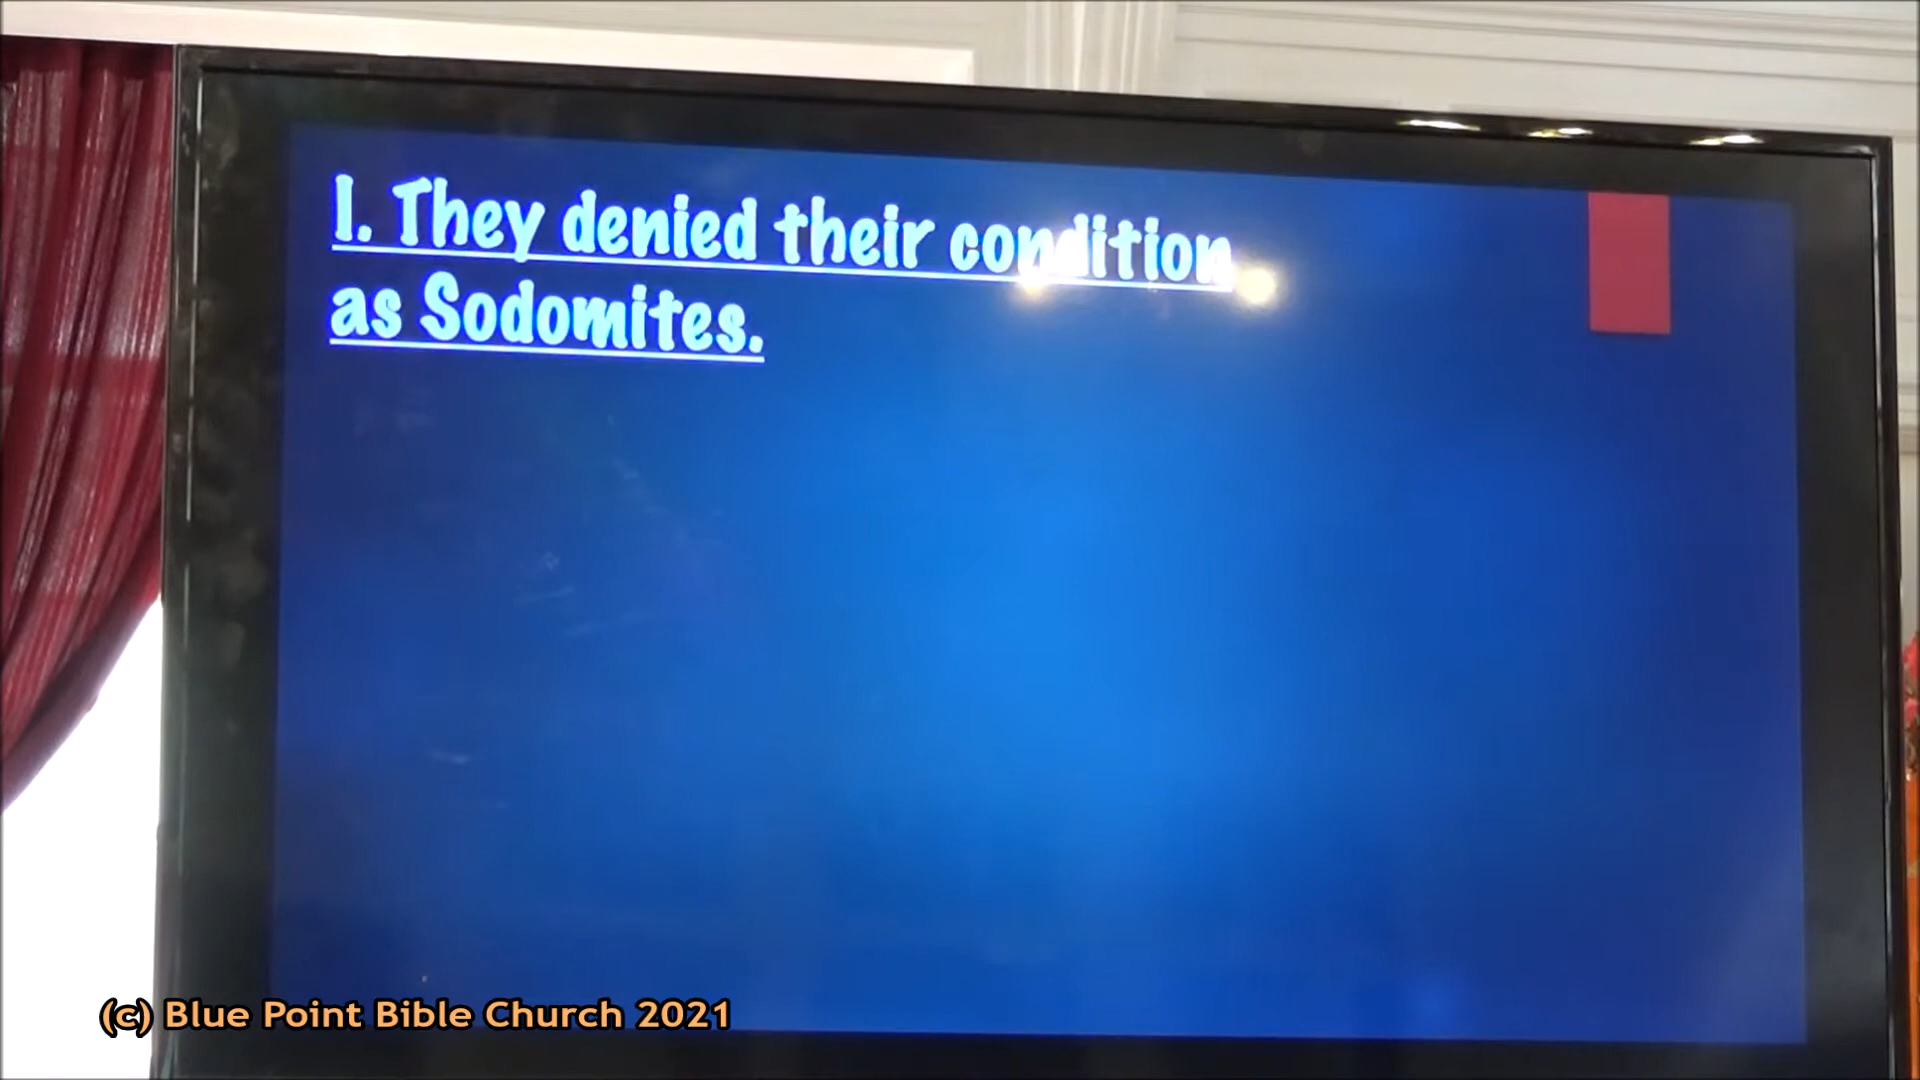 1. They denied their condition
as Sodomites.
(c) Blue Point Bible Church 2021